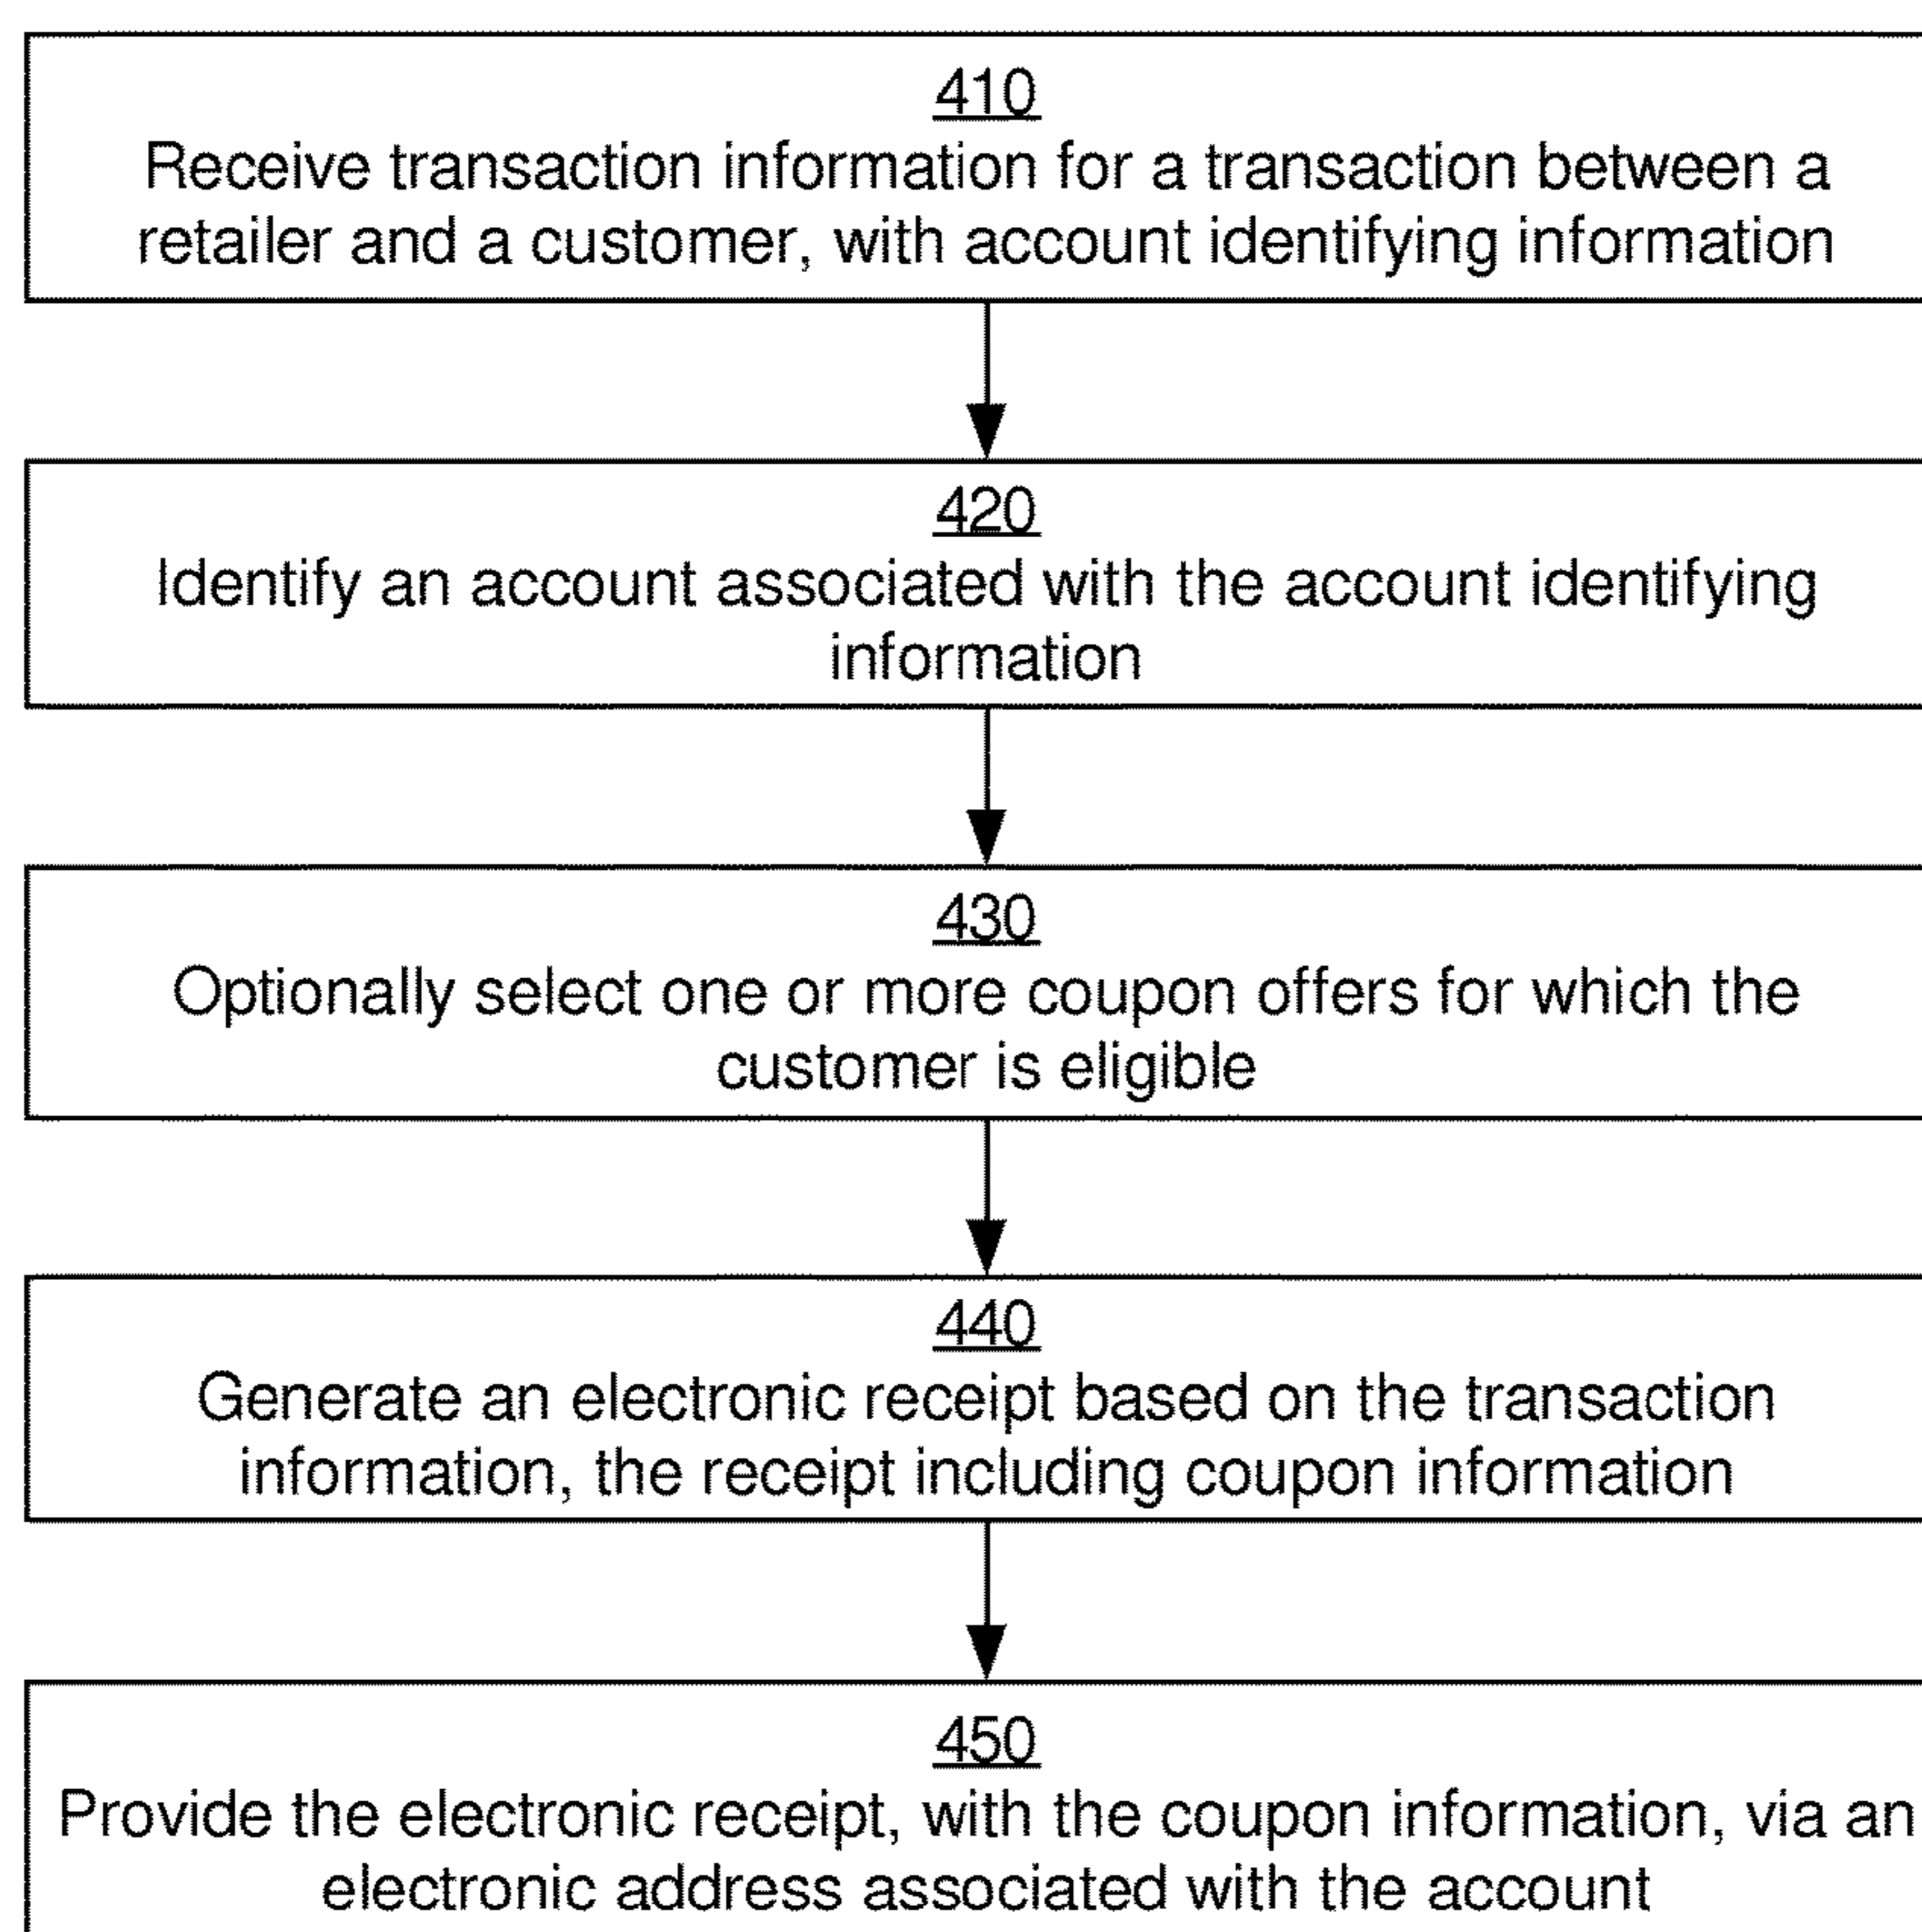 410
Receive transaction information for a transaction between a
retailer and a customer, with account identifying information
420
Identify an account associated with the account identifying
information
430
Optionally select one or more coupon offers for which the
customer is eligible
440
Generate an electronic receipt based on the transaction
information, the receipt including coupon information
450
Provide the electronic receipt, with the coupon information, via an
electronic address associated with the account